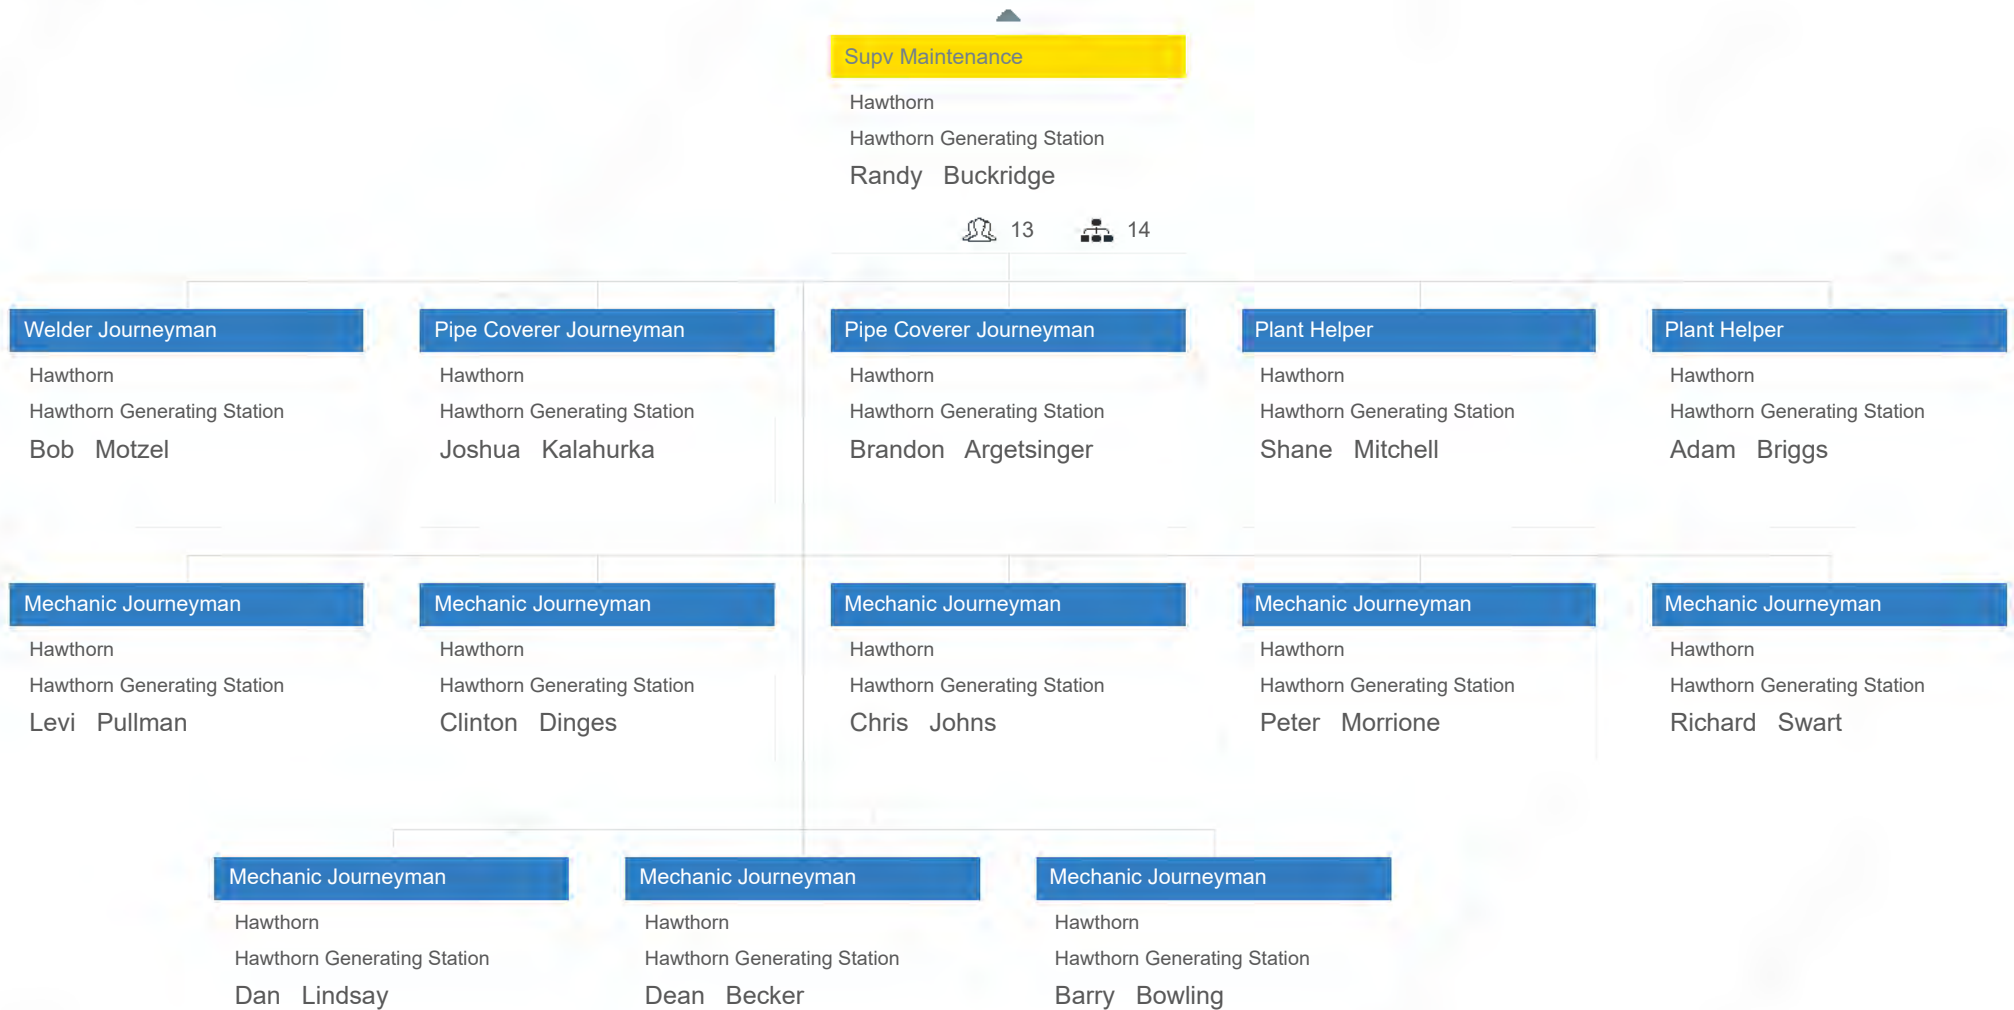 Supv Maintenance
Hawthorn
Hawthorn Generating Station
Randy Buckridge
13 14
Welder Journeyman
Hawthorn
Hawthorn Generating Station
Bob Motzel
Pipe Coverer Journeyman
Hawthorn
Hawthorn Generating Station
Joshua Kalahurka
Pipe Coverer Journeyman
Hawthorn
Hawthorn Generating Station
Brandon Argetsinger
Plant Helper
Hawthorn
Hawthorn Generating Station
Shane Mitchell
Plant Helper
Hawthorn
Hawthorn Generating Station
Adam Briggs
Mechanic Journeyman
Hawthorn
Hawthorn Generating Station
Levi Pullman
Mechanic Journeyman
Hawthorn
Hawthorn Generating Station
Clinton Dinges
Mechanic Journeyman
Hawthorn
Hawthorn Generating Station
Chris Johns
Mechanic Journeyman
Hawthorn
Hawthorn Generating Station
Peter Morrione
Mechanic Journeyman
Hawthorn
Hawthorn Generating Station
Richard Swart
Mechanic Journeyman
Hawthorn
Hawthorn Generating Station
Dan Lindsay
Mechanic Journeyman
Hawthorn
Hawthorn Generating Station
Dean Becker
Mechanic Journeyman
Hawthorn
Hawthorn Generating Station
Barry Bowling